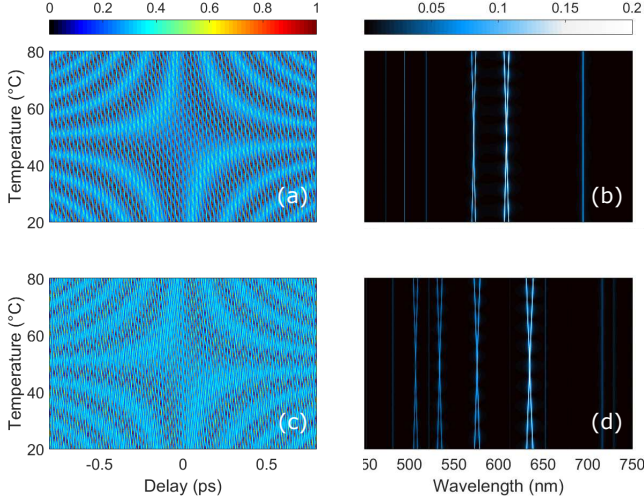 0 0.2 0.4 0.6 0.8 1
0.05 0.1 0.15 0.2
80
60
40
20
Temperature (°C)
(a)
(b)
80
60
40
20
Temperature (°C)
(c)
(d)
-0.5 0 0.5
Delay (ps)
50 500 550 600 650 700 750
Wavelength (nm)